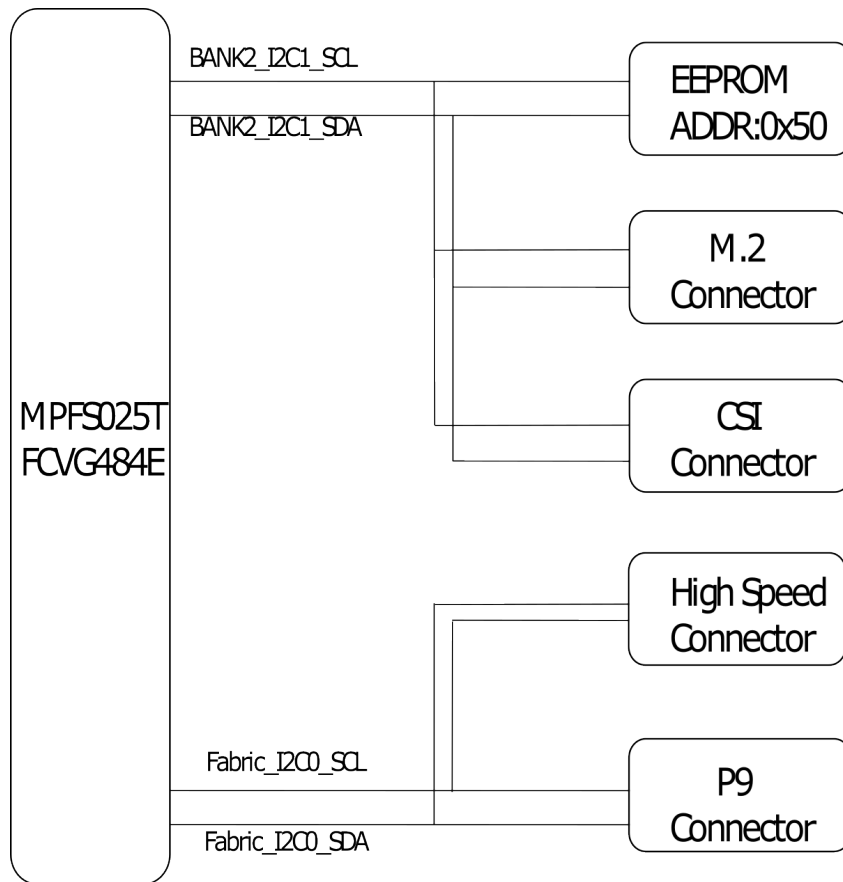 BANK2_I2C1_SCL
BANK2_I2C1_SDA
EEPROM
ADDR:0x50
M.2
Connector
MPFS025T
FCVG484E
CSI
Connector
High Speed
Connector
Fabric_I2C0_SCL
Fabric_I2C0_SDA
P9
Connector